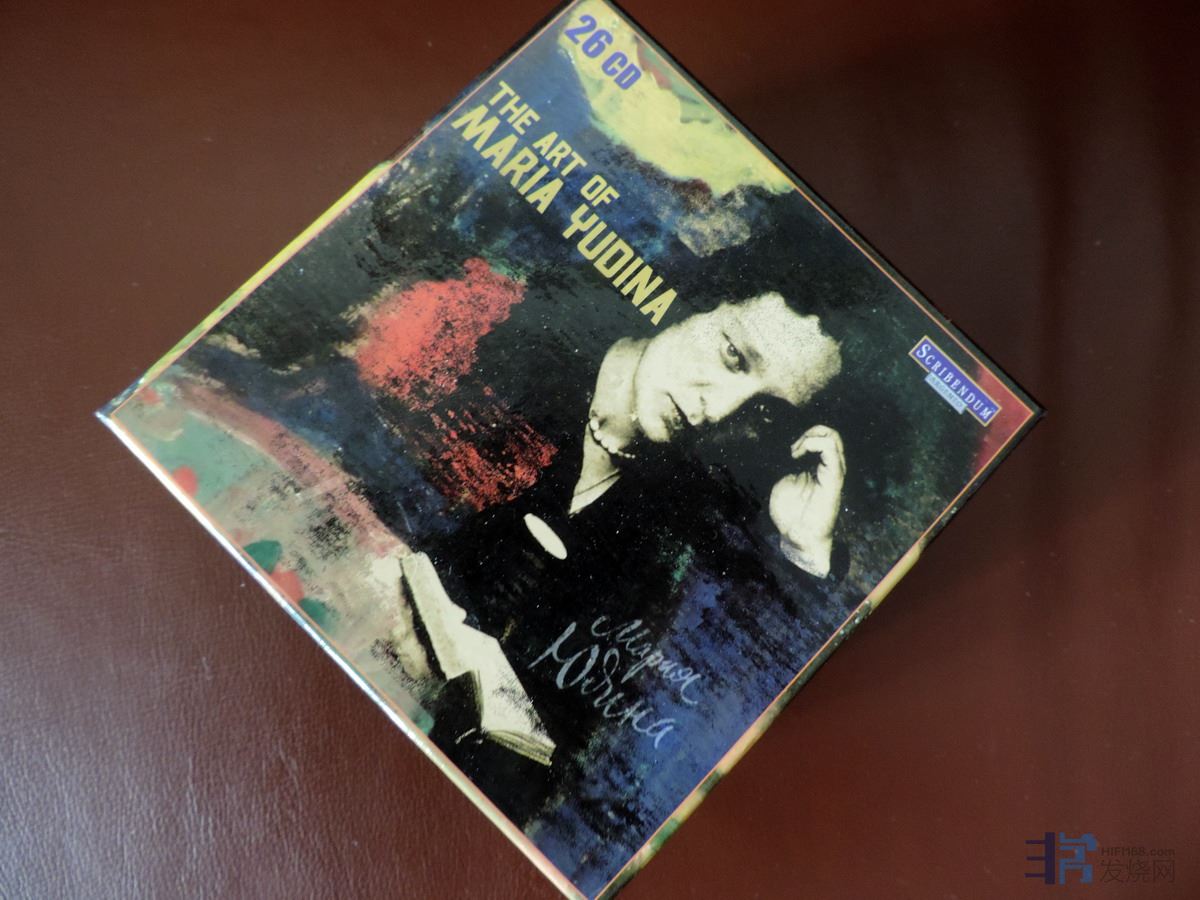 26 CD
THE ART OF
MARIA YUDINA
SCRIBENDUM
Мария
Юдина
HIFI168.com
发烧网